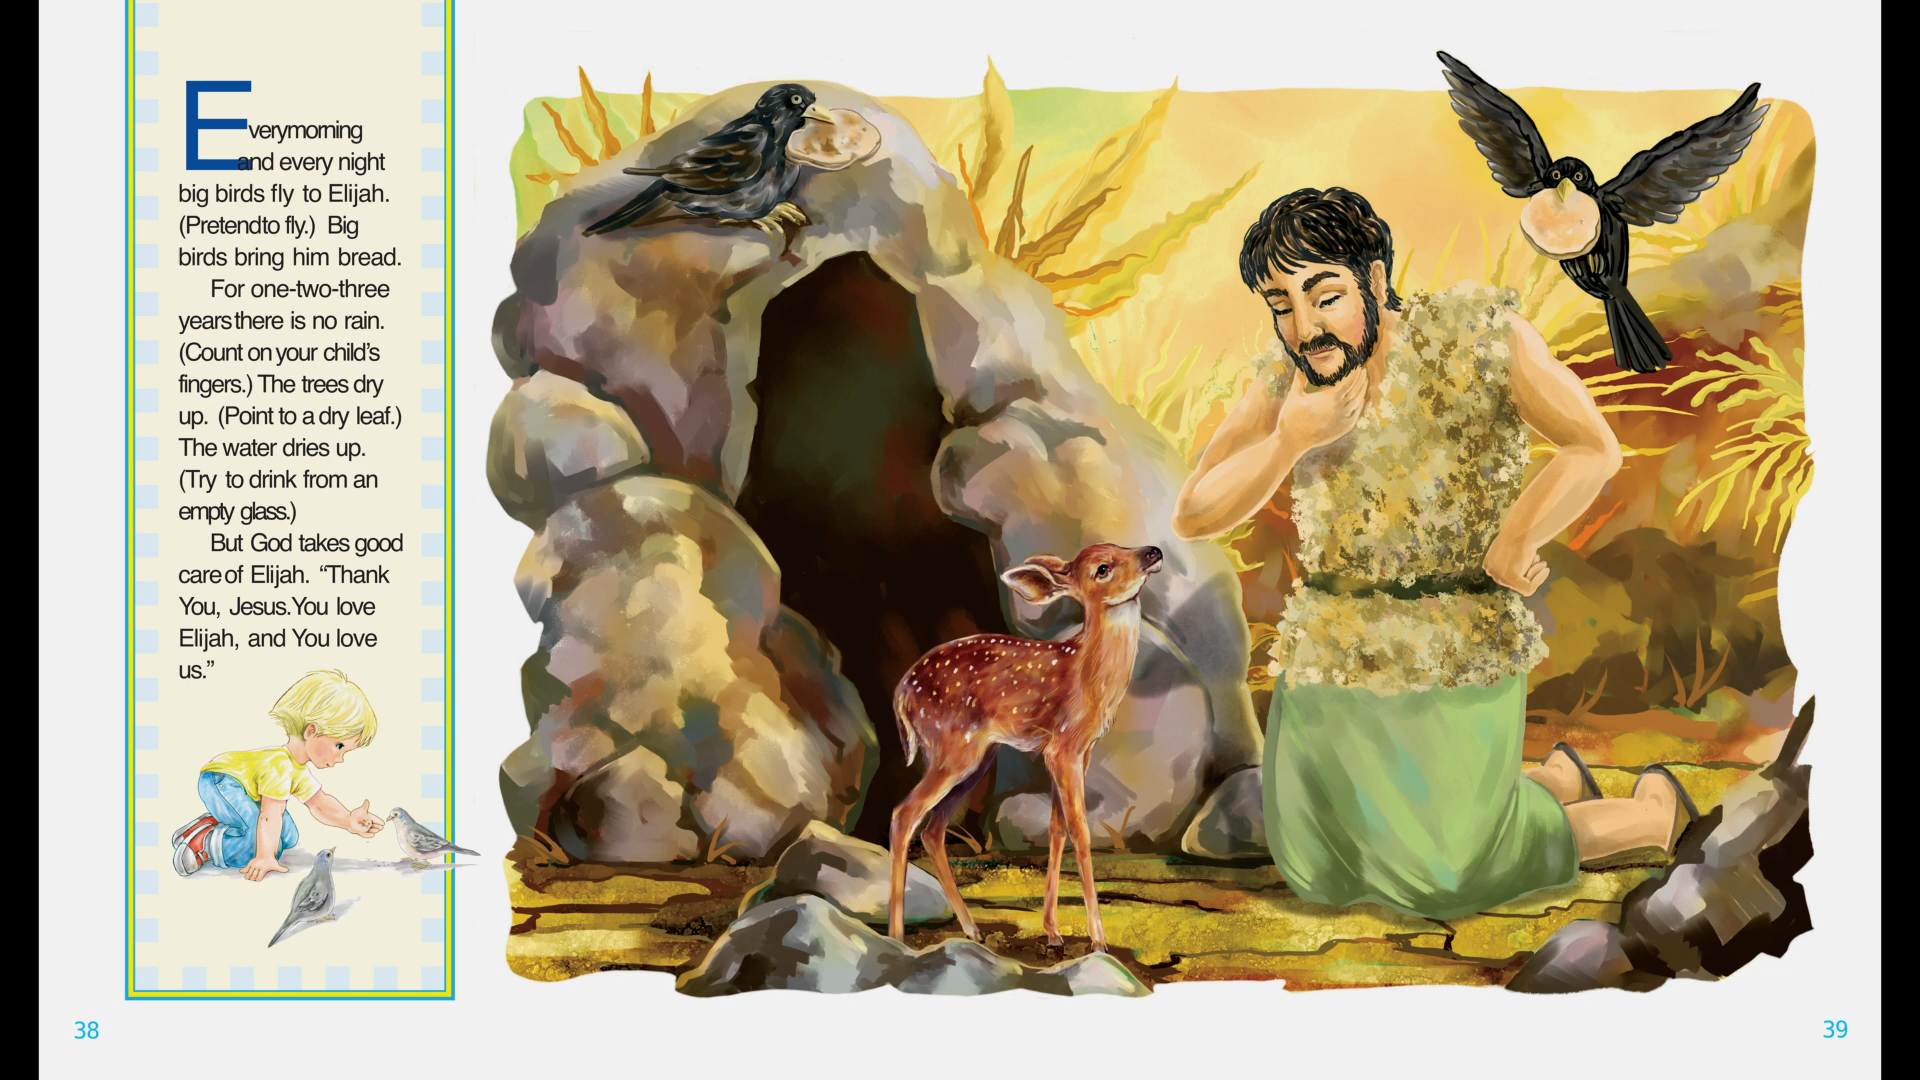 Everymorning
and every night
big birds fly to Elijah.
(Pretendto fly.) Big
birds bring him bread.
For one-two-three
yearsthere is no rain.
(Count on your child’s
fingers.) The trees dry
up. (Point to a dry leaf.)
The water dries up.
(Try to drink from an
empty glass.)
But God takes good
care of Elijah. “Thank
You, Jesus.You love
Elijah, and You love
us.”
38
39